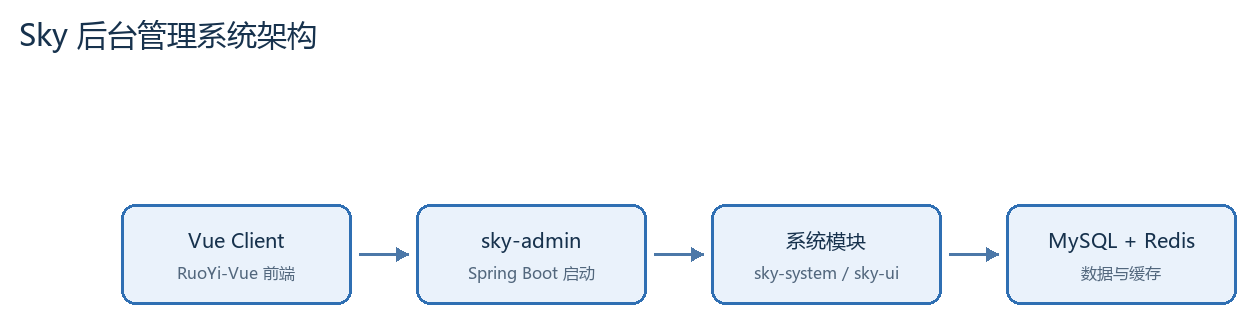 Sky 后台管理系统架构
Vue Client
RuoYi-Vue 前端
sky-admin
Spring Boot 启动
系统模块
sky-system / sky-ui
MySQL + Redis
数据与缓存